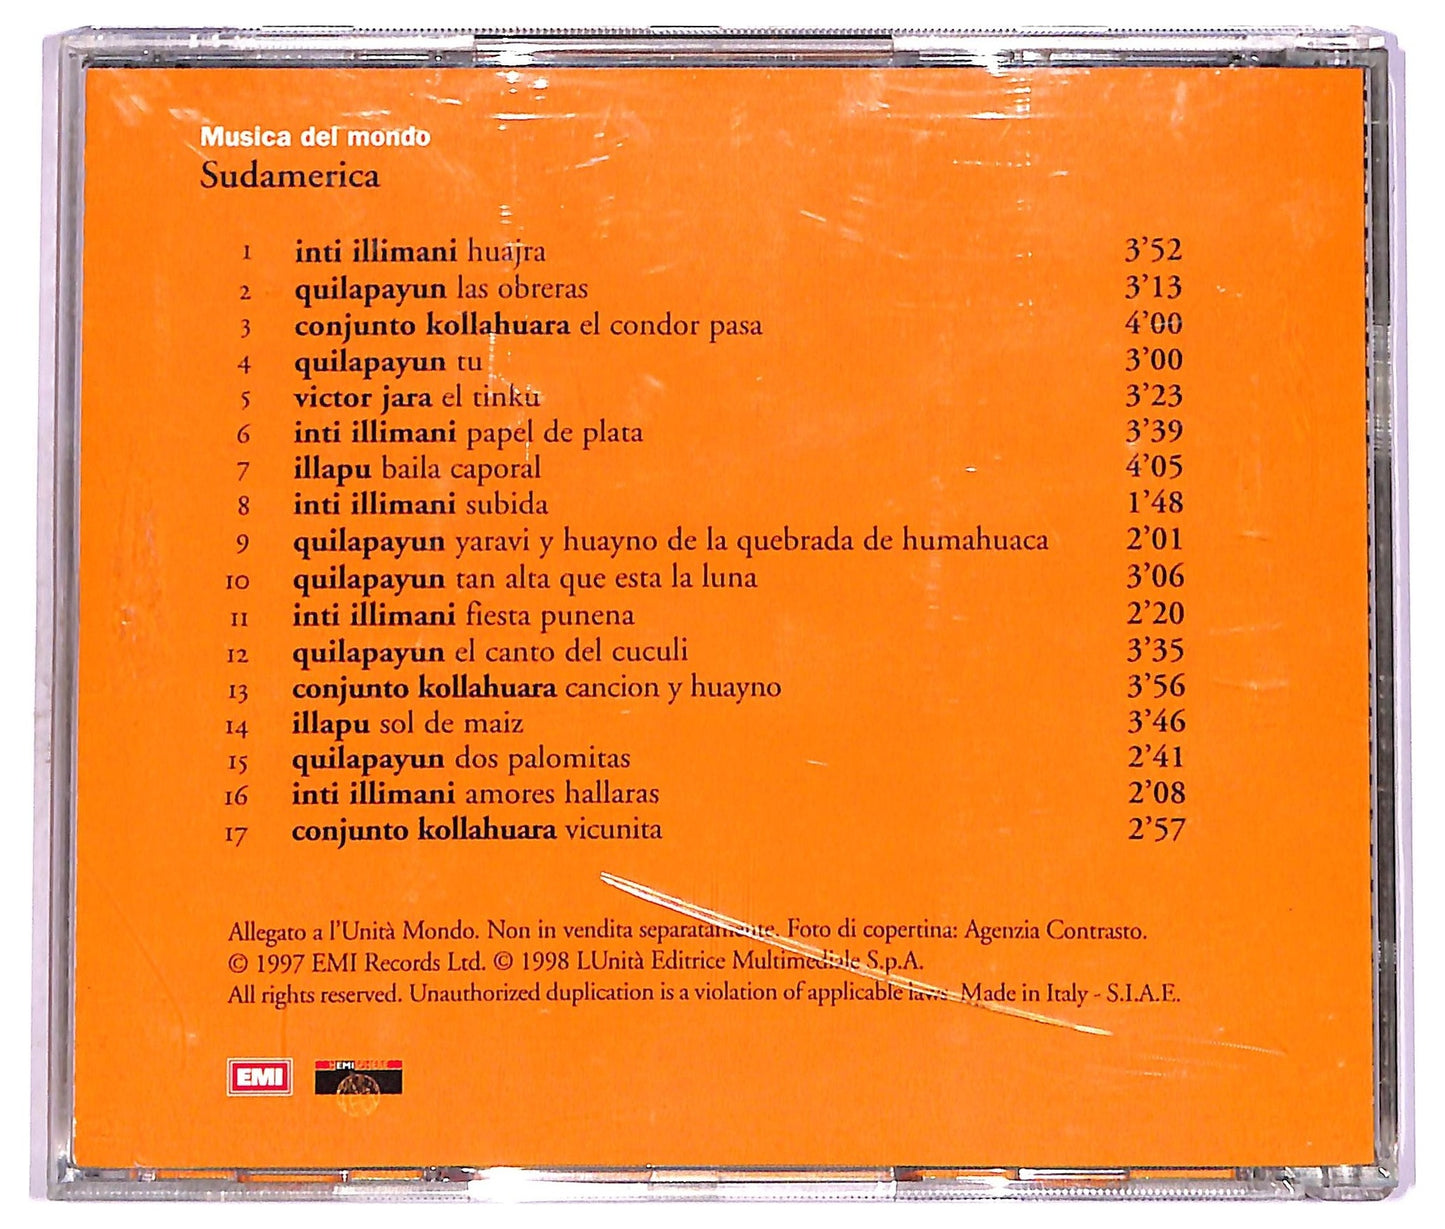 Musica del mondo
Sudamerica
1 inti illimani huajra 3'52
2 quilapayun las obreras 3'13
3 conjunto kollahuara el condor pasa 4'00
4 quilapayun tu 3'00
5 victor jara el tinku 3'23
6 inti illimani papel de plata 3'39
7 illapu baila caporal 4'05
8 inti illimani subida 1'48
9 quilapayun yaravi y huayno de la quebrada de humahuaca 2'01
10 quilapayun tan alta que esta la luna 3'06
11 inti illimani fiesta punena 2'20
12 quilapayun el canto del cuculi 3'35
13 conjunto kollahuara cancion y huayno 3'56
14 illapu sol de maiz 3'46
15 quilapayun dos palomitas 2'41
16 inti illimani amores hallaras 2'08
17 conjunto kollahuara vicunita 2'57
Allegato a l'Unità Mondo. Non in vendita separatamente. Foto di copertina: Agenzia Contrasto.
© 1997 EMI Records Ltd. © 1998 LUnità Editrice Multimediale S.p.A.
All rights reserved. Unauthorized duplication is a violation of applicable laws. Made in Italy - S.I.A.E.
EMI HEMISPHERE